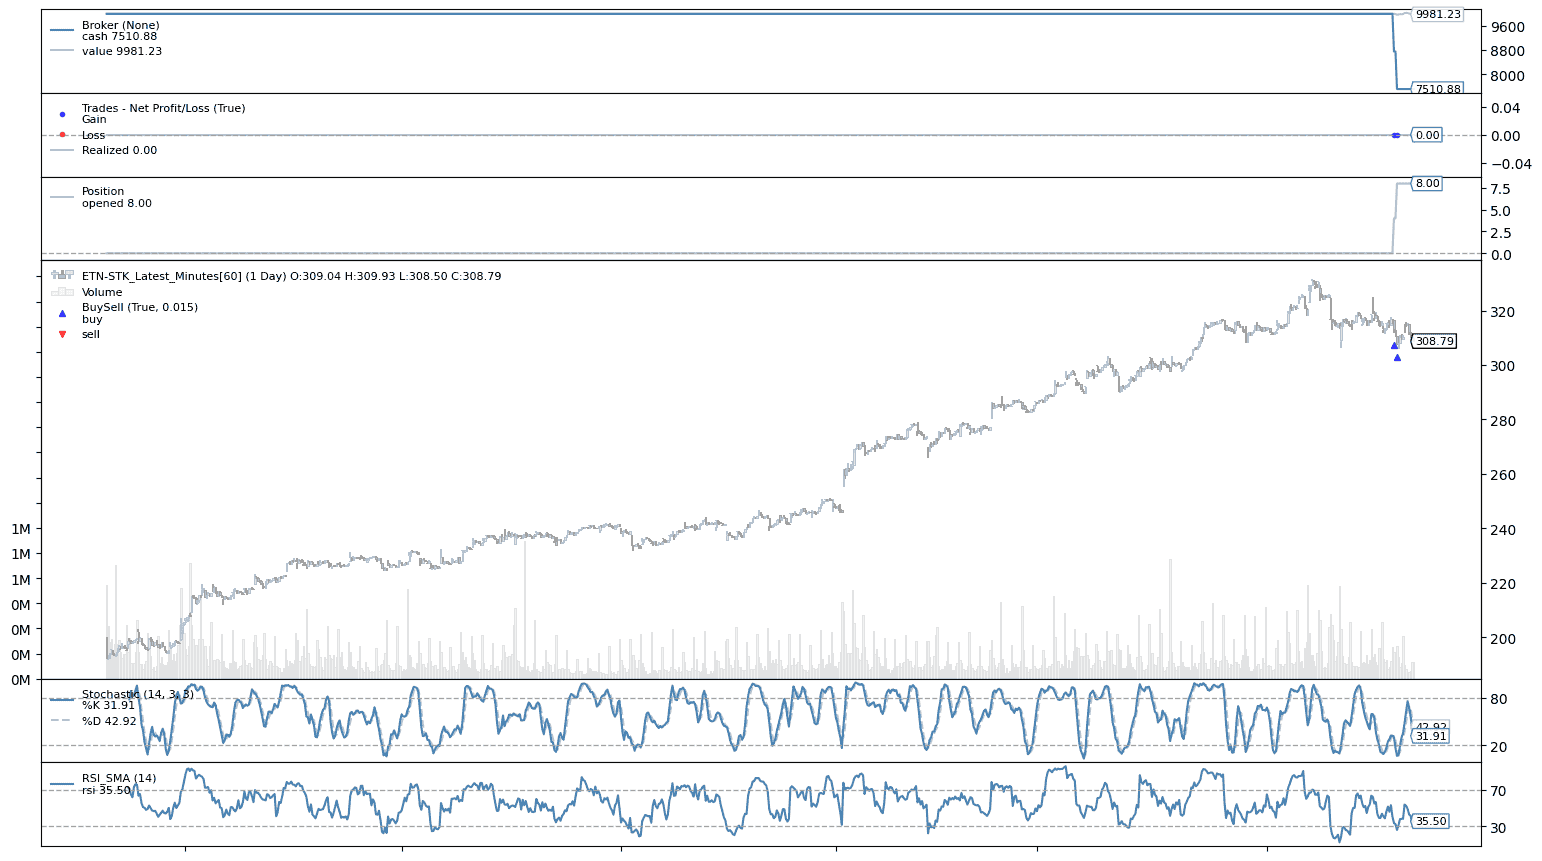 Broker (None)
cash 7510.88
value 9981.23
9981.23
9600
8800
8000
7510.88
Trades - Net Profit/Loss (True)
Gain
Loss
Realized 0.00
0.04
0.00
0.00
−0.04
Position
opened 8.00
8.00
7.5
5.0
2.5
0.0
ETN-STK_Latest_Minutes[60] (1 Day) O:309.04 H:309.93 L:308.50 C:308.79
Volume
BuySell (True, 0.015)
buy
sell
320
308.79
300
280
260
240
220
200
1M
1M
1M
0M
0M
0M
0M
Stochastic (14, 3, 3)
%K 31.91
%D 42.92
80
42.92
31.91
20
RSI_SMA (14)
rsi 35.50
70
35.50
30